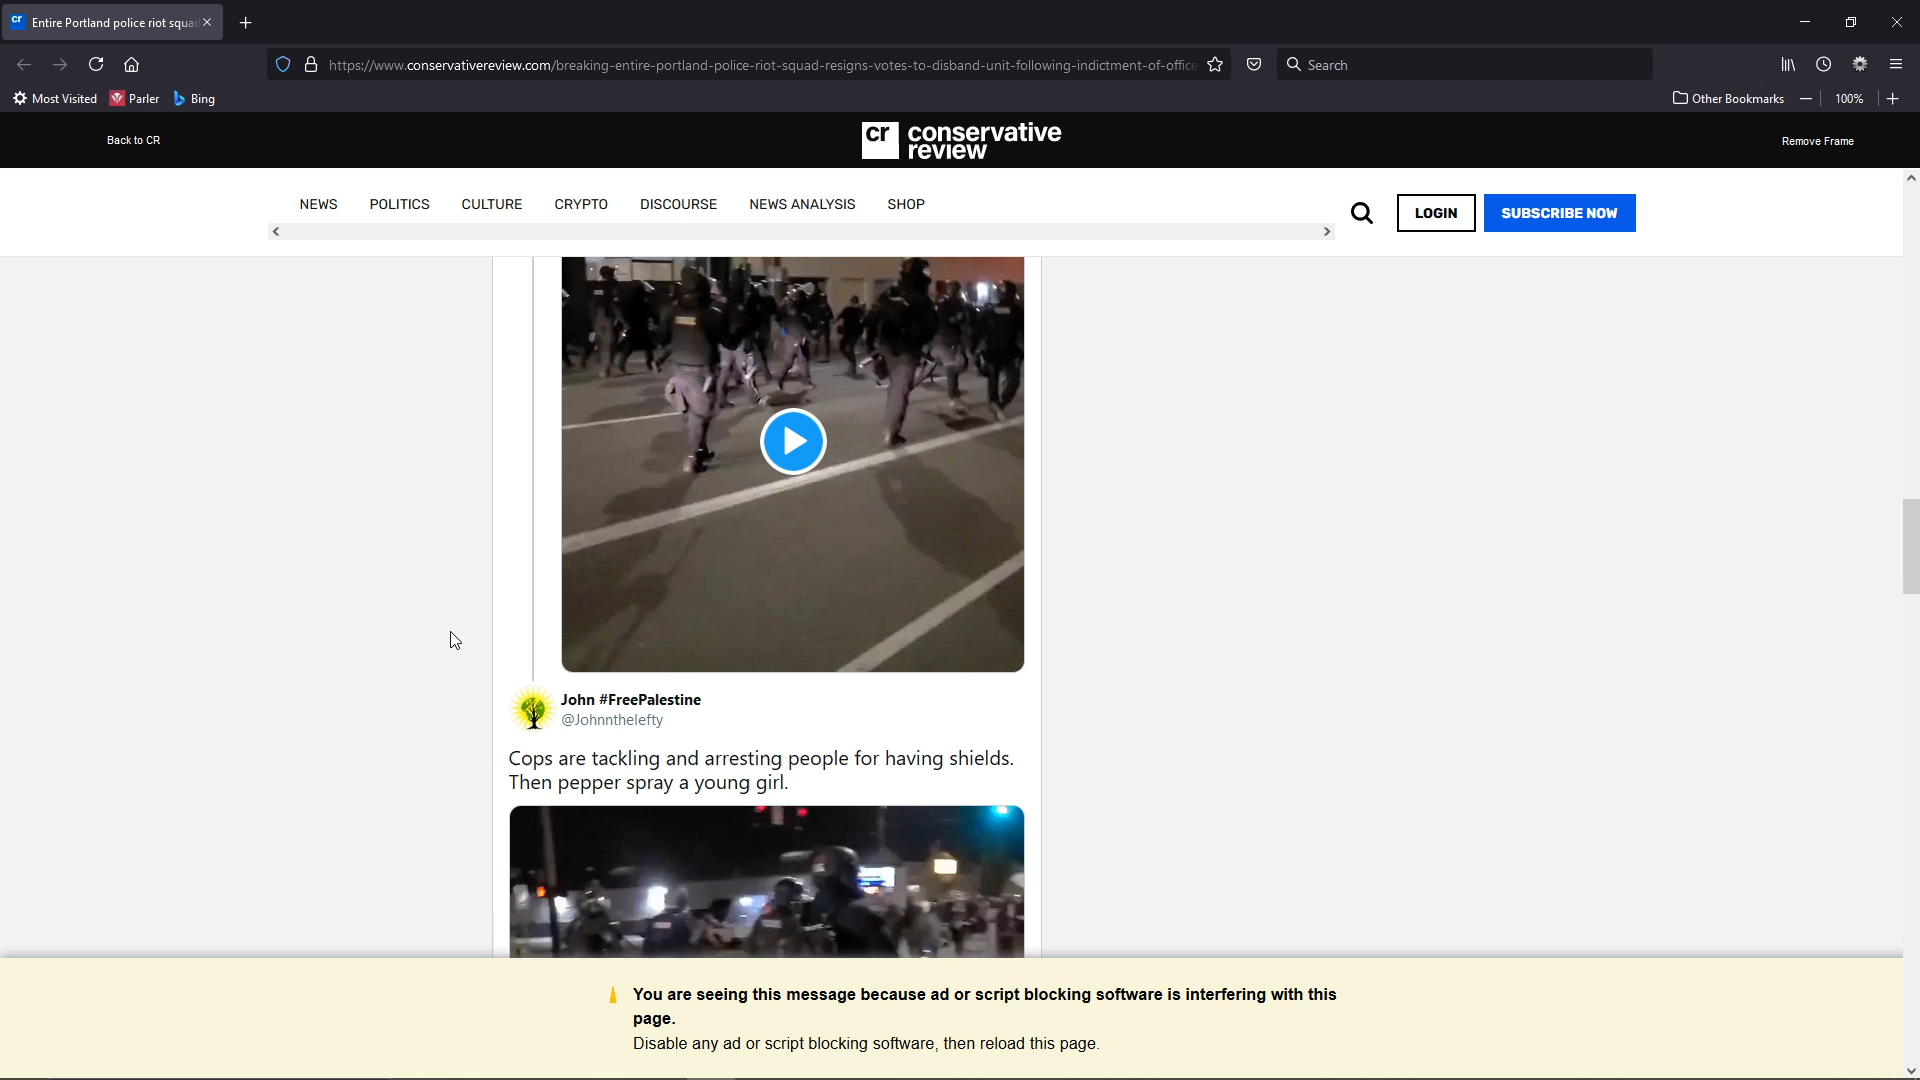 cr Entire Portland police riot squa
https://www.conservativereview.com/breaking-entire-portland-police-riot-squad-resigns-votes-to-disband-unit-following-indictment-of-office
Search
Most Visited
Parler
Bing
Other Bookmarks
100%
Back to CR
cr conservative
review
Remove Frame
NEWS
POLITICS
CULTURE
CRYPTO
DISCOURSE
NEWS ANALYSIS
SHOP
LOGIN
SUBSCRIBE NOW
John #FreePalestine
@Johnnthelefty
Cops are tackling and arresting people for having shields.
Then pepper spray a young girl.
You are seeing this message because ad or script blocking software is interfering with this
page.
Disable any ad or script blocking software, then reload this page.